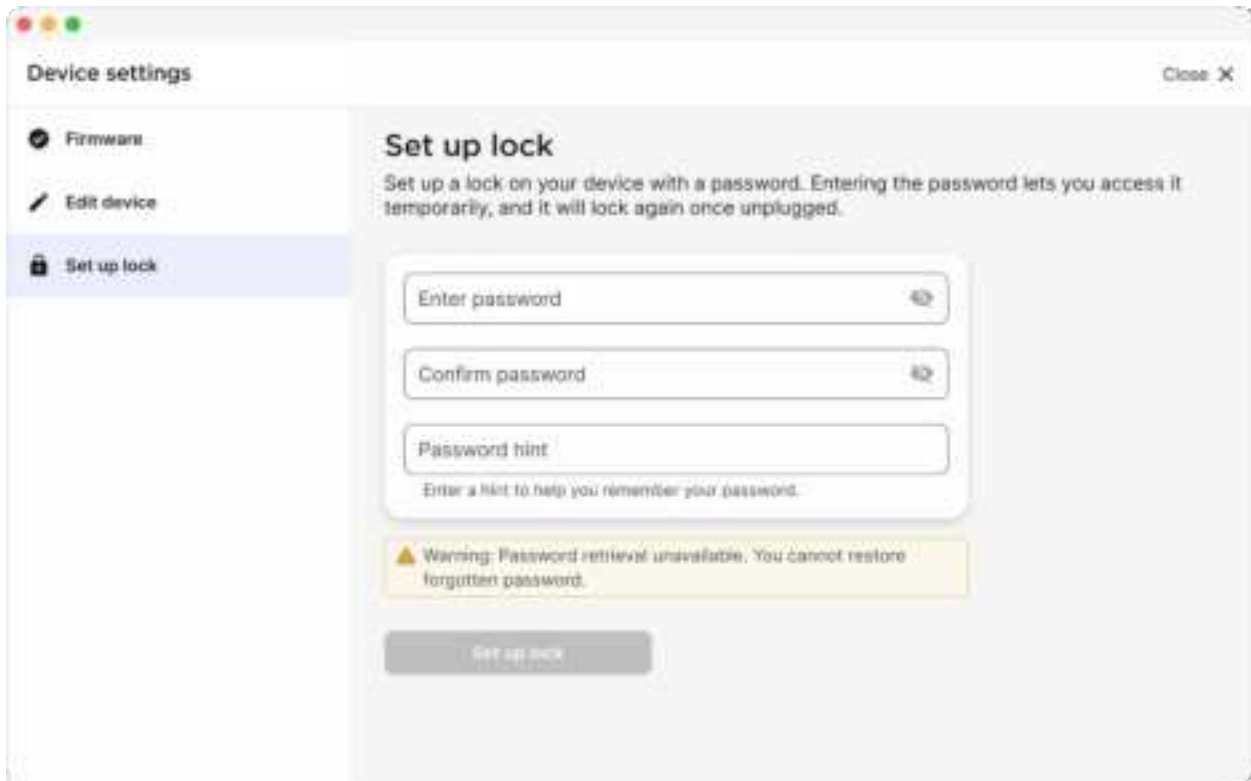 Device settings
Close
Firmware
Edit device
Set up lock
Set up lock
Set up a lock on your device with a password. Entering the password lets you access it
temporarily, and it will lock again once unplugged.
Enter password
Confirm password
Password hint
Enter a hint to help you remember your password.
Warning: Password retrieval unavailable. You cannot restore
forgotten password.
Set up lock